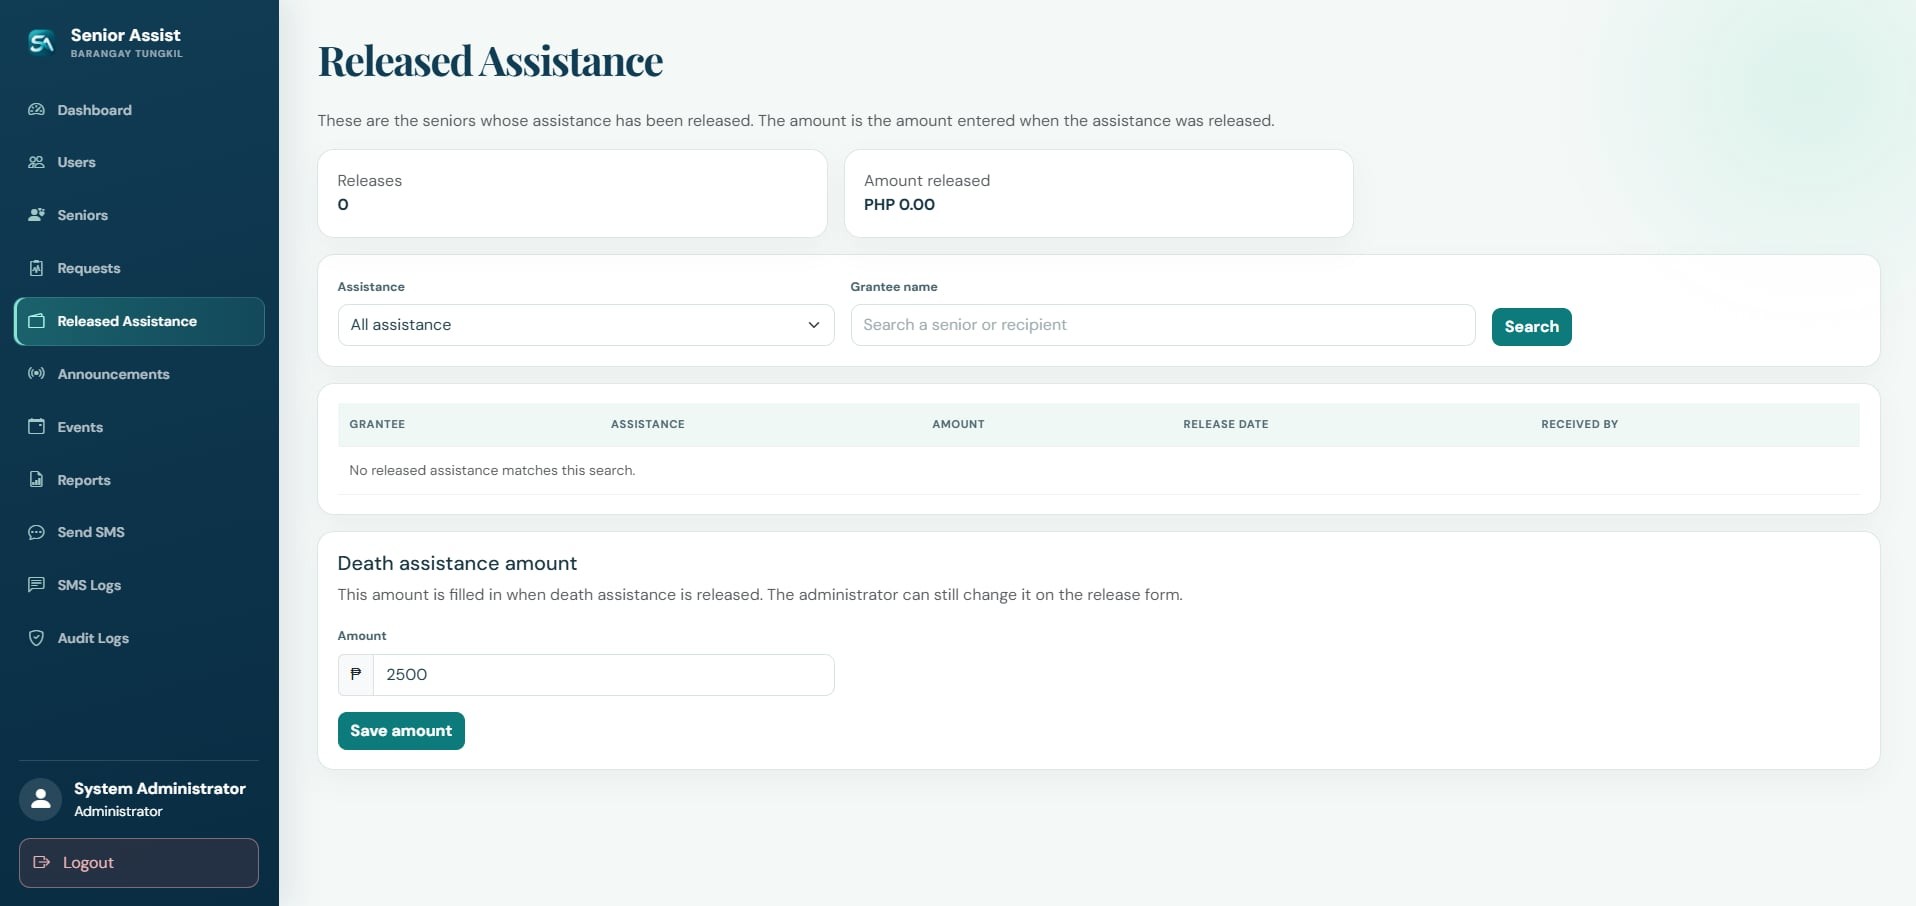 Senior Assist
BARANGAY TUNGKIL
Dashboard
Users
Seniors
Requests
Released Assistance
Announcements
Events
Reports
Send SMS
SMS Logs
Audit Logs
System Administrator
Administrator
Logout
Released Assistance
These are the seniors whose assistance has been released. The amount is the amount entered when the assistance was released.
Releases
0
Amount released
PHP 0.00
Assistance
All assistance
Grantee name
Search a senior or recipient
Search
GRANTEE ASSISTANCE AMOUNT RELEASE DATE RECEIVED BY
No released assistance matches this search.
Death assistance amount
This amount is filled in when death assistance is released. The administrator can still change it on the release form.
Amount
₱ 2500
Save amount